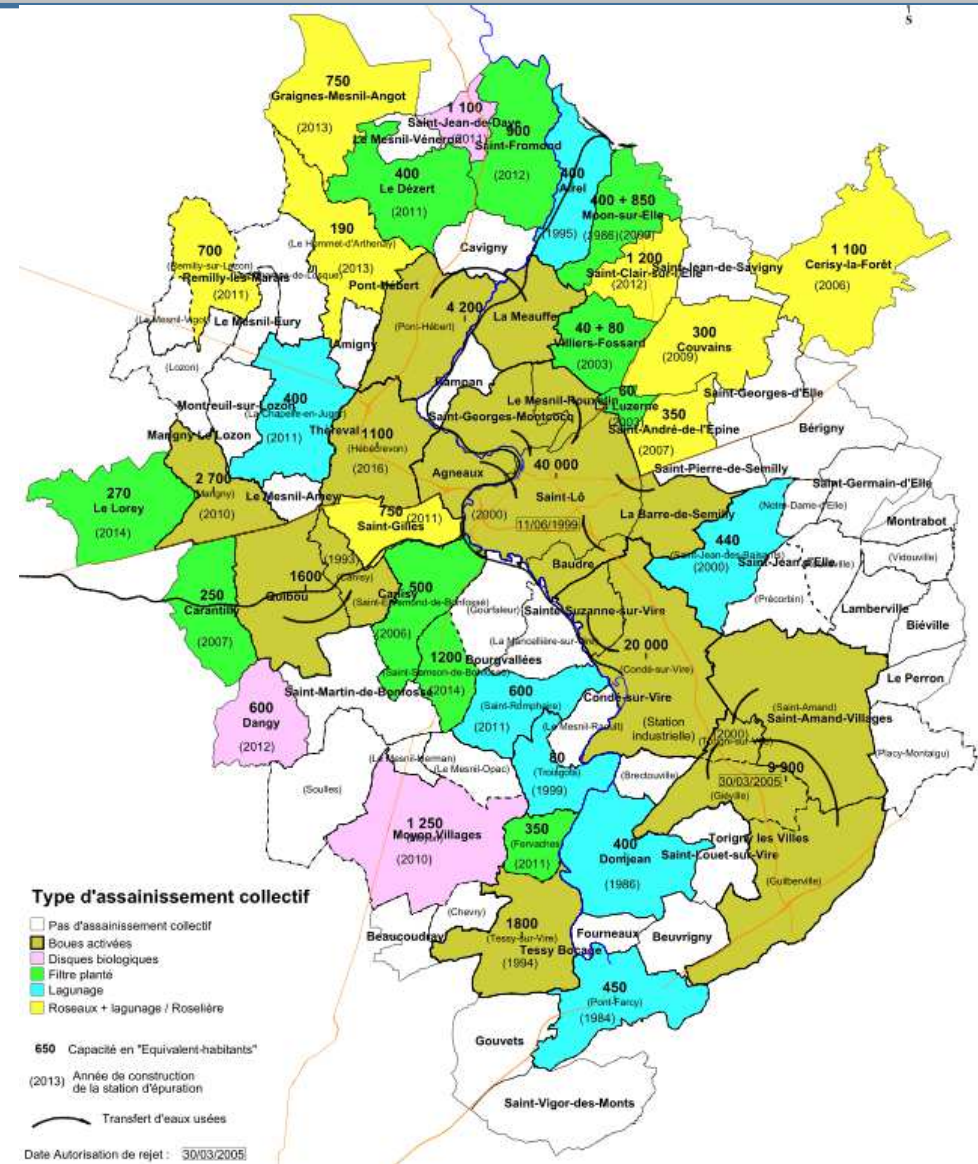 S
750
Graignes-Mesnil-Angot
(2013)
1 100
Saint-Jean-de-Daye
(2011)
Le Mesnil-Véneron
900
Saint-Fromond
(2012)
400
Le Dézert
(2011)
400
Airel
(1995)
400 + 850
Moon-sur-Elle
(1986)
190
(Le Hommet-d'Arthenay)
(2013)
Pont-Hébert
Cavigny
1 200
Saint-Clair-sur-l'Elle
(2012)
Saint-Jean-de-Savigny
1 100
Cerisy-la-Forêt
(2006)
700
(Remilly-sur-Lozon)
Remilly-les-Marais
(2011)
(Le Mesnil-Vigot)
Le Mesnil-Eury
(Lozon)
Amigny
4 200
(Pont-Hébert)
La Meauffe
40 + 80
Villiers-Fossard
(2003)
300
Couvains
(2009)
Rampan
Montreuil-sur-Lozon
400
(La Chapelle-en-Juger)
(2011)
Thèreval
1100
(Hébécrevon)
(2016)
Le Mesnil-Rouxelin
Saint-Georges-Montcocq
60
La Luzerne
(2003)
350
Saint-André-de-l'Epine
(2007)
Saint-Georges-d'Elle
Bérigny
Marigny-Le Lozon
2 700
(Marigny)
(2010)
Le Mesnil-Amey
Agneaux
(2000)
40 000
Saint-Lô
11/06/1999
Saint-Pierre-de-Semilly
Saint-Germain-d'Elle
270
Le Lorey
(2014)
750
(2011)
Saint-Gilles
La Barre-de-Semilly
(Notre-Dame-d'Elle)
Montrabot
440
(Saint-Jean-des-Baisants)
(2000)
Saint-Jean-d'Elle
(Vidouville)
(1993)
(Canisy)
1600
Quibou
Canisy
500
(2006)
Baudre
(Précorbin)
Lamberville
Biéville
250
Carantilly
(2007)
(Gourfaleur)
Sainte-Suzanne-sur-Vire
Le Perron
1200
(Saint-Samson-de-Bonfossé)
(2014)
Bourgvallées
20 000
(Condé-sur-Vire)
Saint-Martin-de-Bonfossé
600
Dangy
(2012)
600
(Saint-Romphaire)
(2011)
Condé-sur-Vire
(Le Mesnil-Raoult)
(Station
industrielle)
(Saint-Amand)
Saint-Amand-Villages
(2000)
(Torigni-sur-Vire)
9 900
30/03/2005
(Giéville)
(Placy-Montaigu)
(Soulles)
(Le Mesnil-Herman)
(Le Mesnil-Opac)
80
(Troisgots)
(1999)
(Brectouville)
1 250
Moyon Villages
(2010)
350
(Fervaches)
(2011)
400
Domjean
(1986)
Torigny les Villes
Saint-Louet-sur-Vire
(Guilberville)
(Chevry)
Beaucoudray
1800
(Tessy-sur-Vire)
Tessy Bocage
(1994)
Fourneaux
Beuvrigny
450
(Pont-Farcy)
(1984)
Gouvets
Saint-Vigor-des-Monts
Type d'assainissement collectif
Pas d'assainissement collectif
Boues activées
Disques biologiques
Filtre planté
Lagunage
Roseaux + lagunage / Roselière
650 Capacité en "Equivalent-habitants"
(2013) Année de construction
de la station d'épuration
Transfert d'eaux usées
Date Autorisation de rejet : 30/03/2005